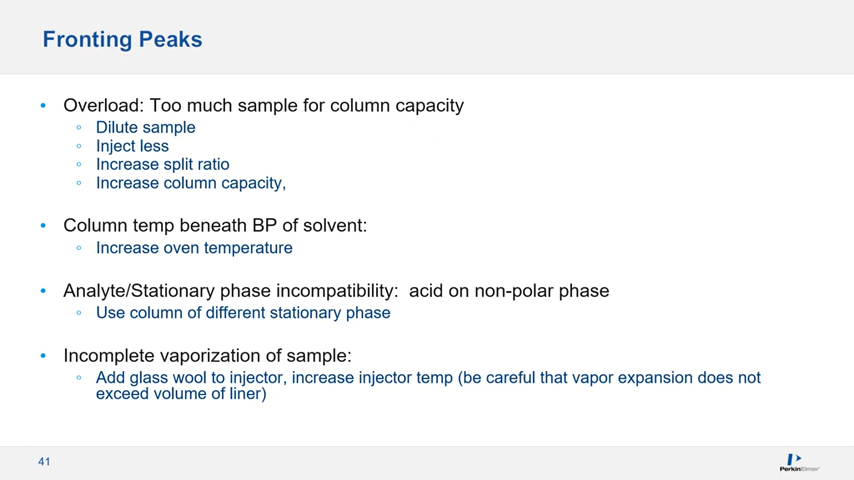 Fronting Peaks
• Overload: Too much sample for column capacity
◦ Dilute sample
◦ Inject less
◦ Increase split ratio
◦ Increase column capacity,
• Column temp beneath BP of solvent:
◦ Increase oven temperature
• Analyte/Stationary phase incompatibility:  acid on non-polar phase
◦ Use column of different stationary phase
• Incomplete vaporization of sample:
◦ Add glass wool to injector, increase injector temp (be careful that vapor expansion does not
exceed volume of liner)
41
PerkinElmer